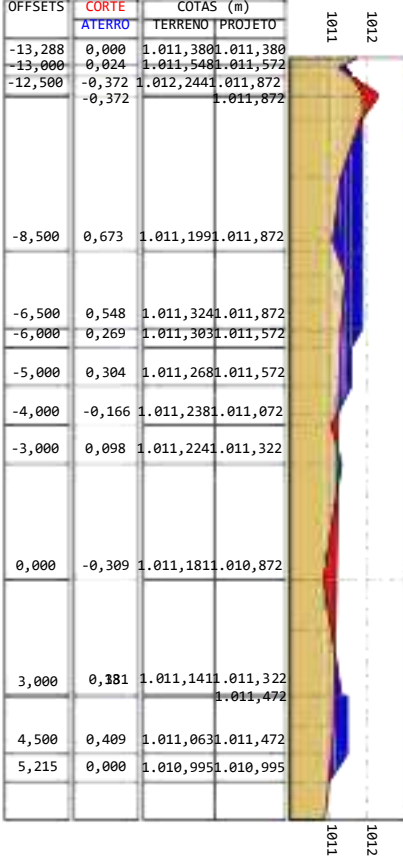 OFFSETS CORTE COTAS (m)
ATERRO TERRENO PROJETO
1011 1012
-13,288 0,000 1.011,380 1.011,380
-13,000 0,024 1.011,548 1.011,572
-12,500 -0,372 1.012,244 1.011,872
-0,372 1.011,872
-8,500 0,673 1.011,199 1.011,872
-6,500 0,548 1.011,324 1.011,872
-6,000 0,269 1.011,303 1.011,572
-5,000 0,304 1.011,268 1.011,572
-4,000 -0,166 1.011,238 1.011,072
-3,000 0,098 1.011,224 1.011,322
0,000 -0,309 1.011,181 1.010,872
3,000 1.011,141 1.011,322
1.011,472
4,500 0,409 1.011,063 1.011,472
5,215 0,000 1.010,995 1.010,995
1011 1012